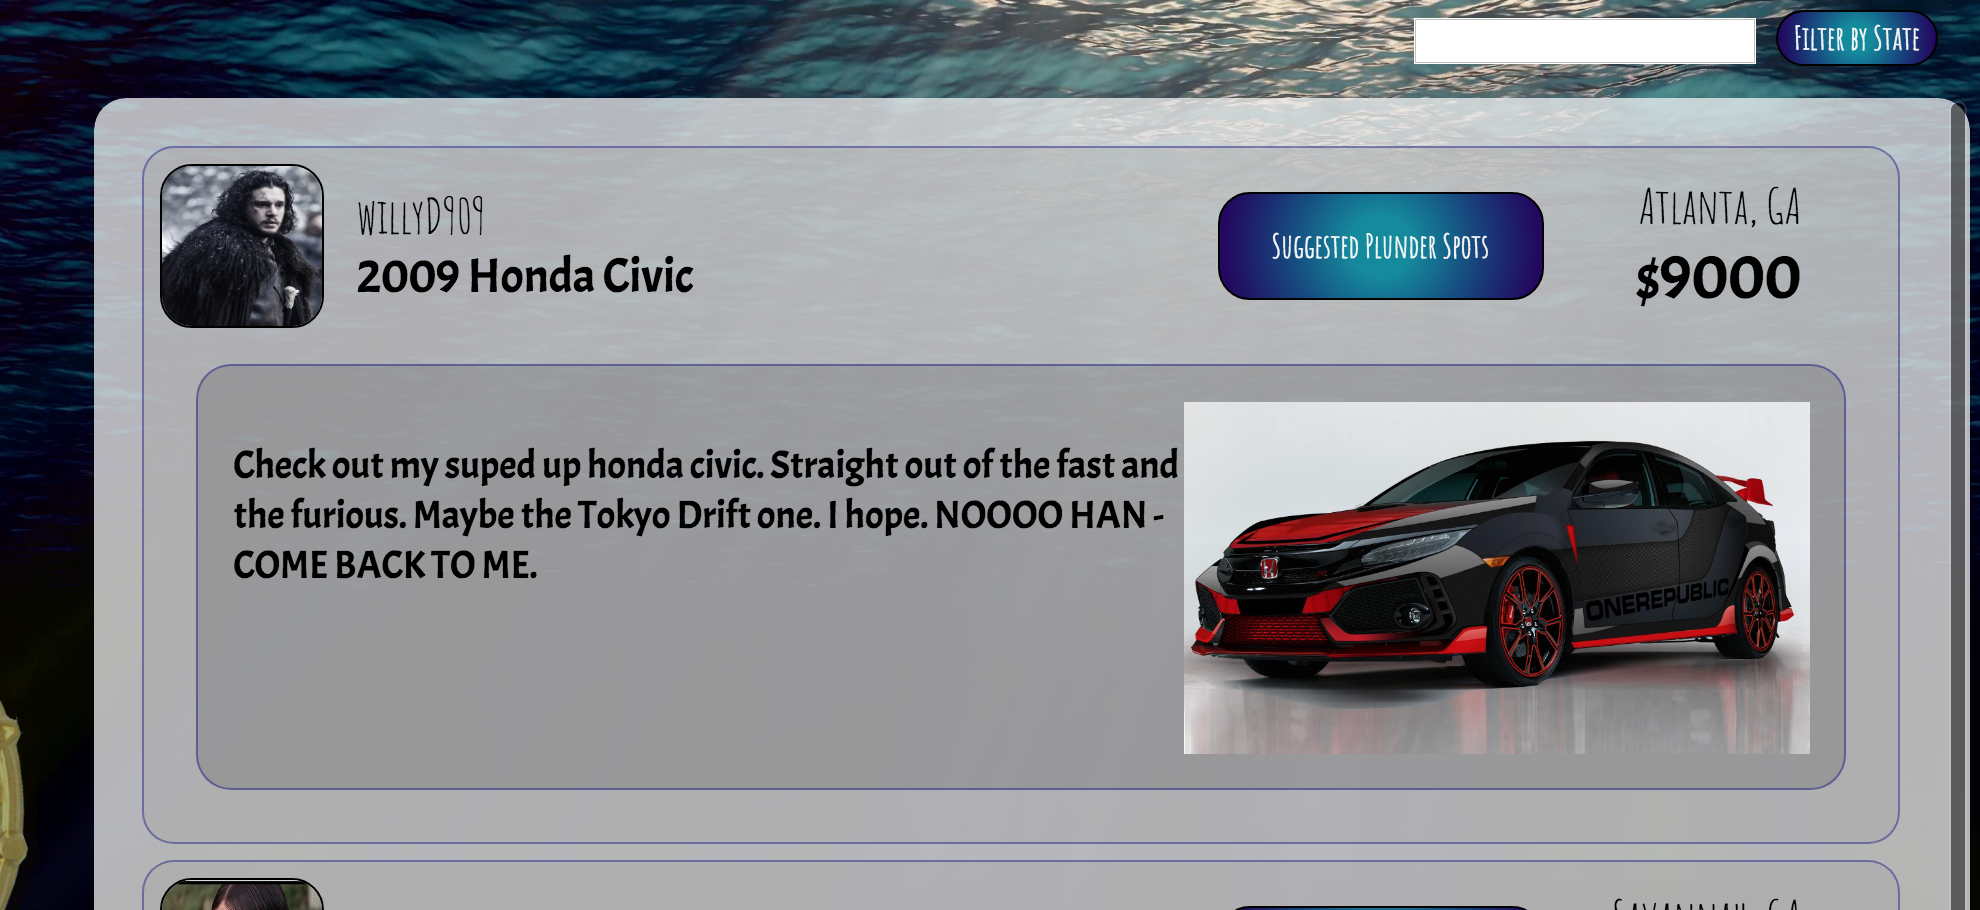 Filter by State
willyD909
2009 Honda Civic
Suggested Plunder Spots
Atlanta, GA
$9000
Check out my suped up honda civic. Straight out of the fast and
the furious. Maybe the Tokyo Drift one. I hope. NOOOO HAN -
COME BACK TO ME.
ONEREPUBLIC
Savannah, GA